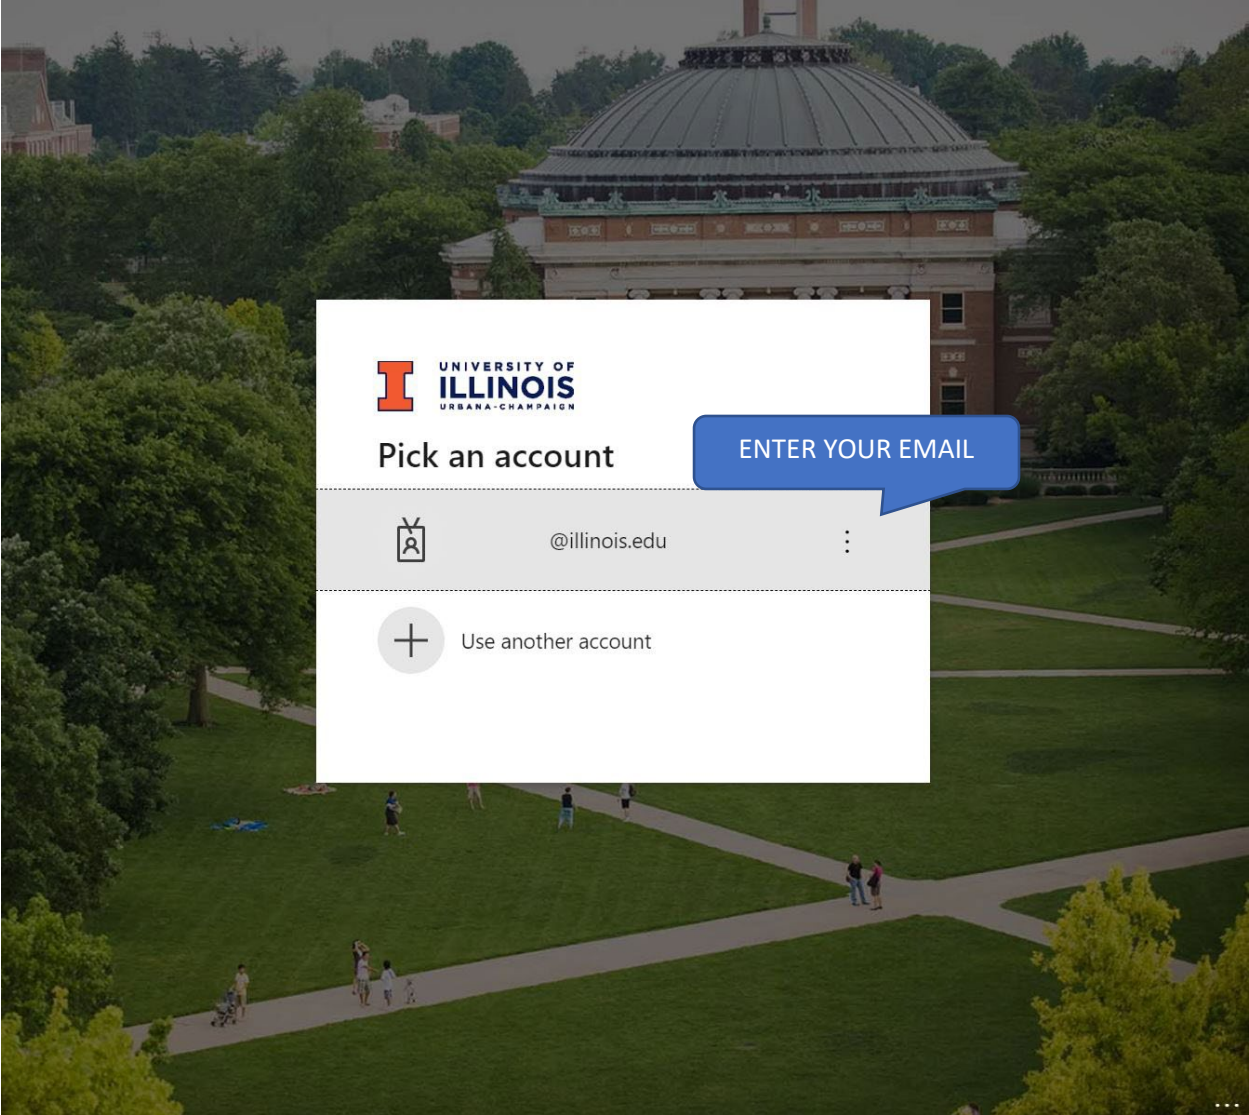 UNIVERSITY OF
ILLINOIS
URBANA-CHAMPAIGN
Pick an account
ENTER YOUR EMAIL
@illinois.edu
Use another account